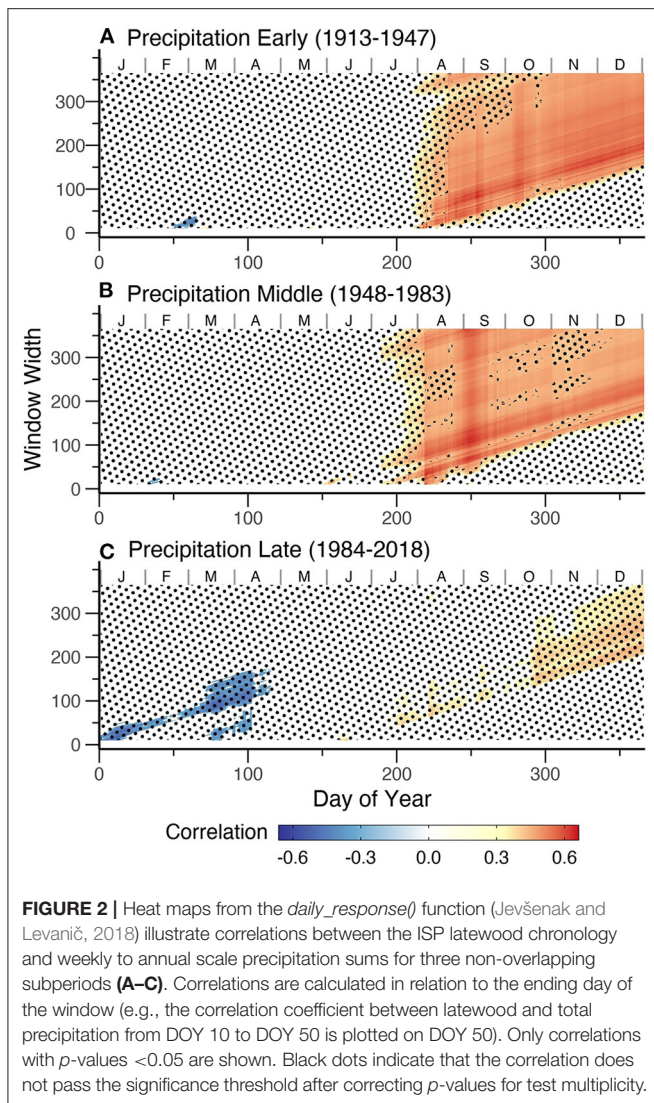 A Precipitation Early (1913-1947)
J F M A M J J A S O N D
300
200
100
0
0 100 200 300
B Precipitation Middle (1948-1983)
J F M A M J J A S O N D
300
200
100
0
0 100 200 300
Window Width
C Precipitation Late (1984-2018)
J F M A M J J A S O N D
300
200
100
0
0 100 200 300
Day of Year
Correlation
-0.6 -0.3 0.0 0.3 0.6
FIGURE 2 | Heat maps from the daily_response() function (Jevšenak and
Levanič, 2018) illustrate correlations between the ISP latewood chronology
and weekly to annual scale precipitation sums for three non-overlapping
subperiods (A–C). Correlations are calculated in relation to the ending day of
the window (e.g., the correlation coefficient between latewood and total
precipitation from DOY 10 to DOY 50 is plotted on DOY 50). Only correlations
with p-values <0.05 are shown. Black dots indicate that the correlation does
not pass the significance threshold after correcting p-values for test multiplicity.